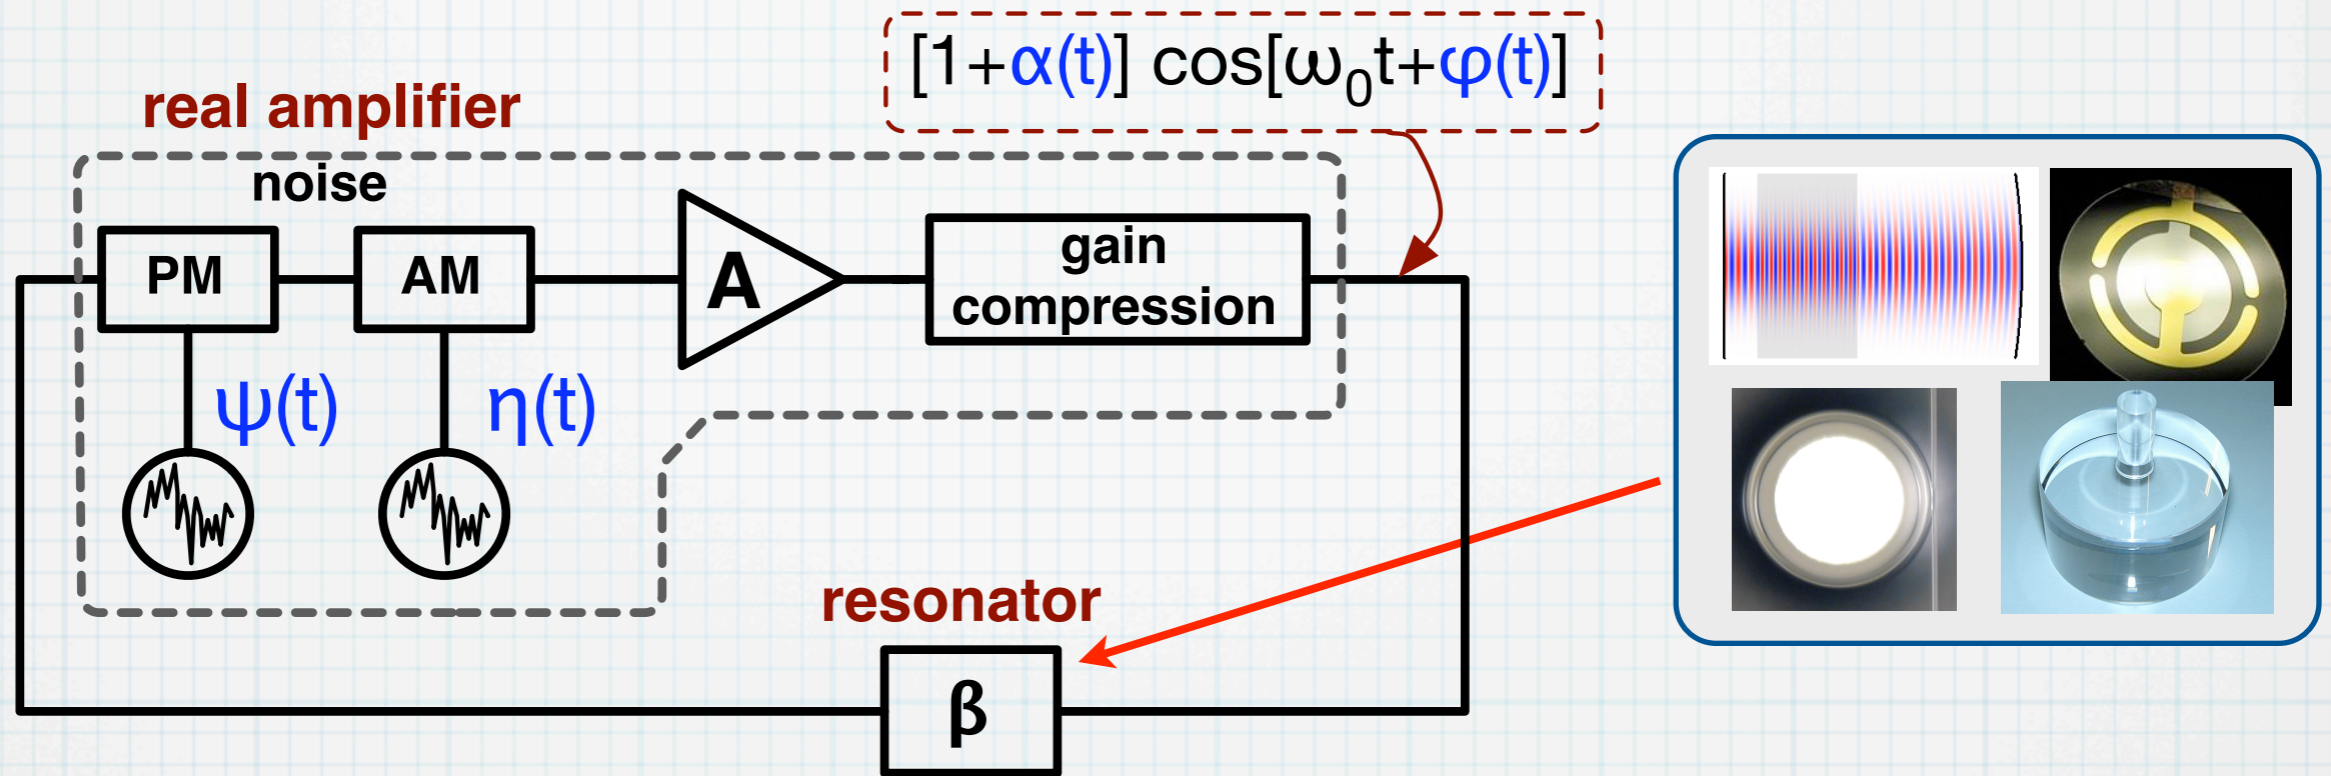 [1+α(t)] cos[ω₀t+φ(t)]
real amplifier
noise
PM
AM
A
gain
compression
ψ(t)
η(t)
resonator
β